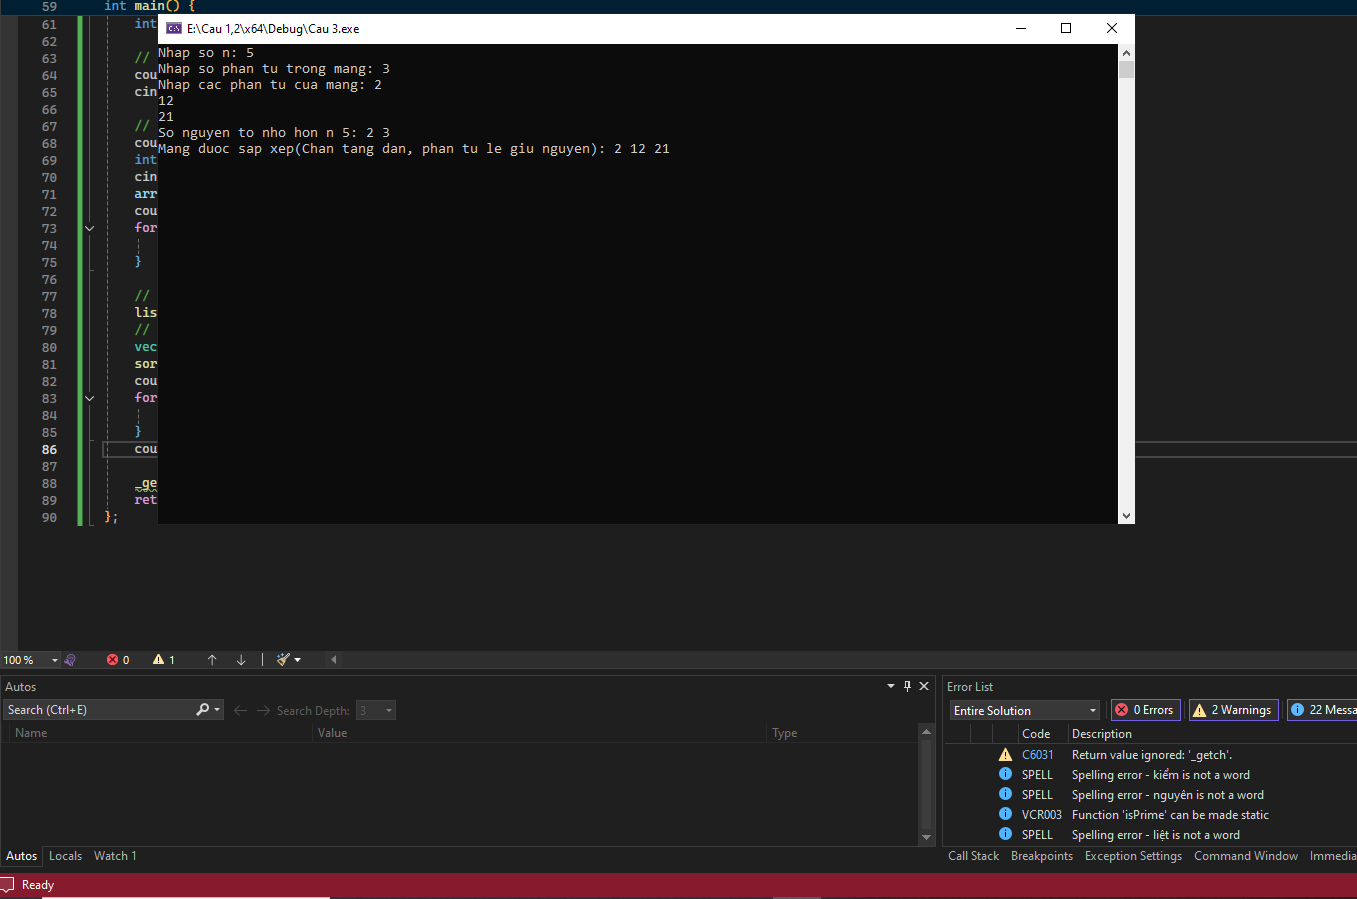 59 int main() {
E:\Cau 1,2\x64\Debug\Cau 3.exe
61 int
62
63 //
64 cou
65 cin
66
67 //
68 cou
69 int
70 cin
71 arr
72 cou
73 for
74
75 }
76
77 //
78 lis
79 //
80 vec
81 sor
82 cou
83 for
84
85 }
86 cou
87
88 _ge
89 ret
90 };
Nhap so n: 5
Nhap so phan tu trong mang: 3
Nhap cac phan tu cua mang: 2
12
21
So nguyen to nho hon n 5: 2 3
Mang duoc sap xep(Chan tang dan, phan tu le giu nguyen): 2 12 21
100 % 0 1
Autos
Search (Ctrl+E) Search Depth: 3
Name Value Type
Autos Locals Watch 1
Error List
Entire Solution 0 Errors 2 Warnings 22 Messa
Code Description
C6031 Return value ignored: '_getch'.
SPELL Spelling error - kiểm is not a word
SPELL Spelling error - nguyên is not a word
VCR003 Function 'isPrime' can be made static
SPELL Spelling error - liệt is not a word
Call Stack Breakpoints Exception Settings Command Window Immedia
Ready